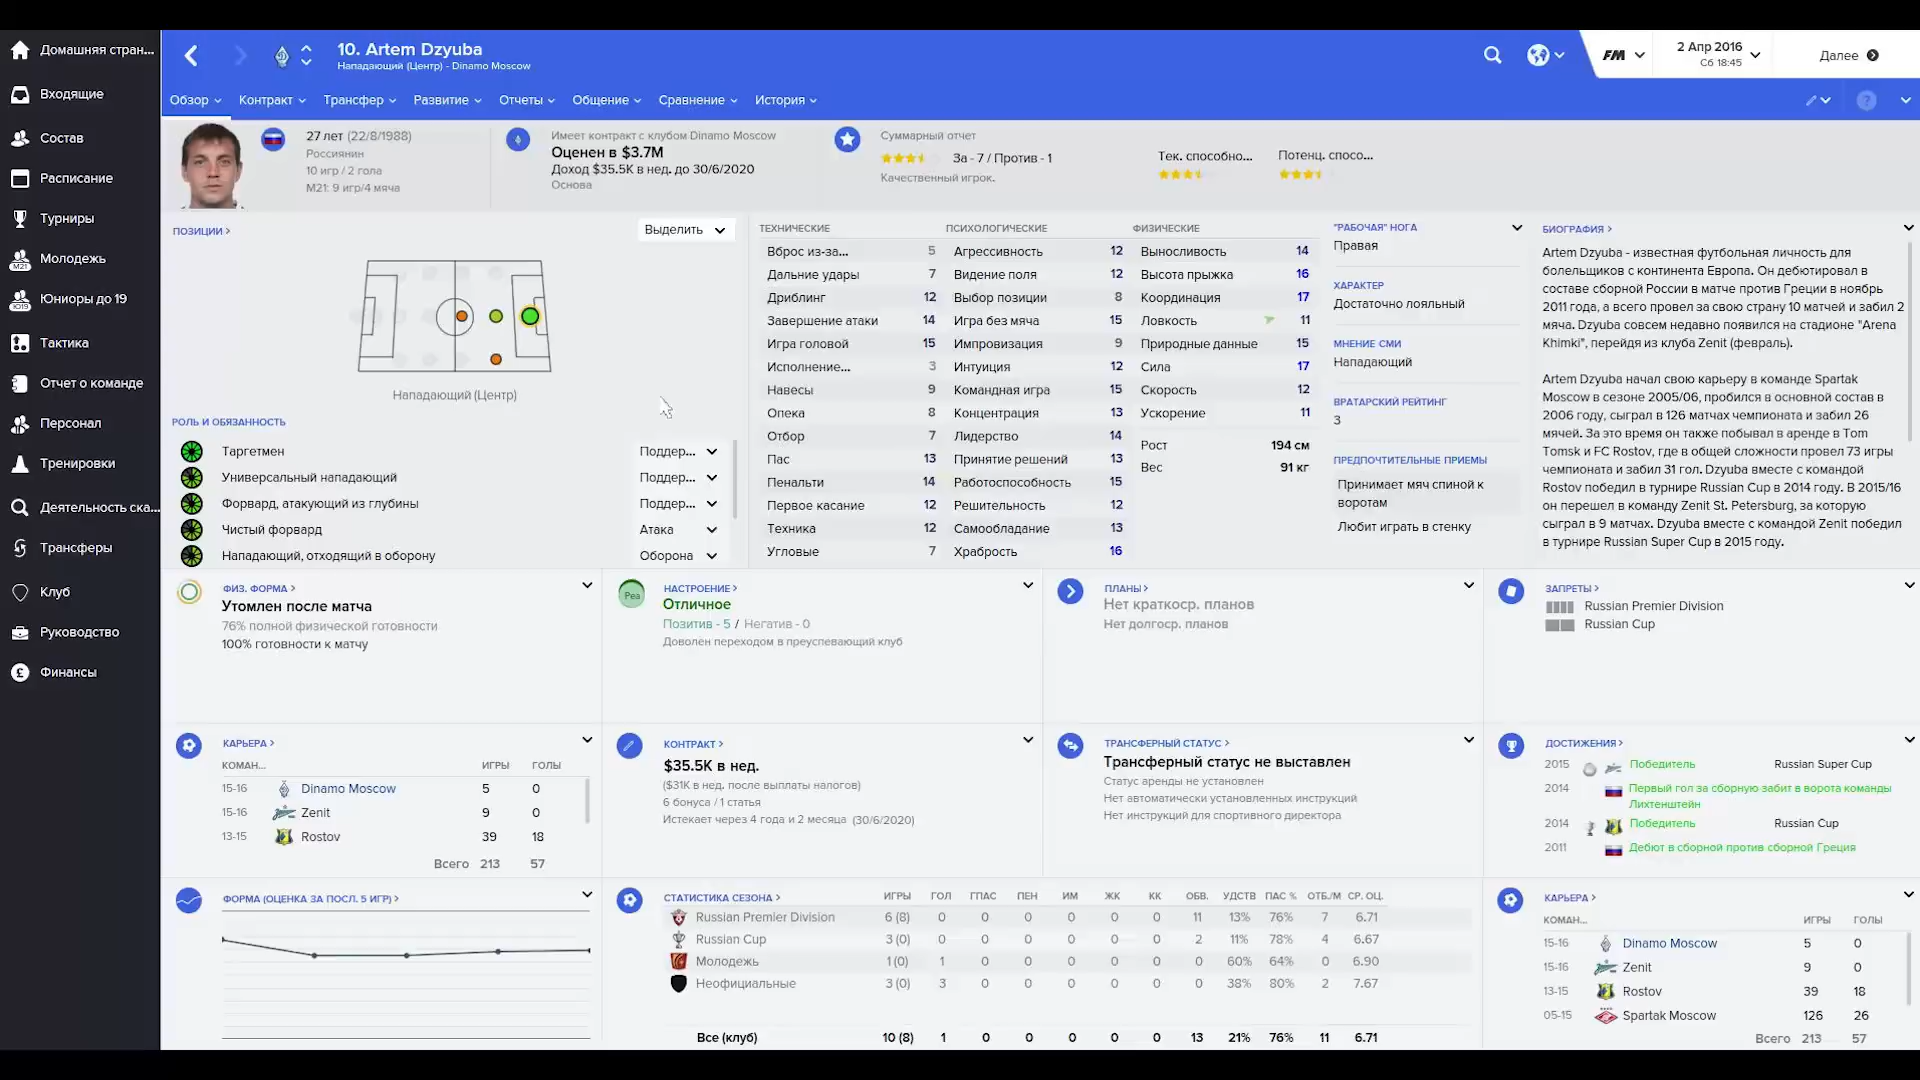 Домашняя стран...
Входящие
Состав
Расписание
Турниры
Молодежь
Юниоры до 19
Тактика
Отчет о команде
Персонал
Тренировки
Деятельность ска...
Трансферы
Клуб
Руководство
Финансы
10. Artem Dzyuba
Нападающий (Центр) - Dinamo Moscow
FM
2 Апр 2016
Сб 18:45
Далее
Обзор Контракт Трансфер Развитие Отчеты Общение Сравнение История
27 лет (22/8/1988)
Россиянин
10 игр / 2 гола
М21: 9 игр/4 мяча
Имеет контракт с клубом Dinamo Moscow
Оценен в $3.7M
Доход $35.5K в нед. до 30/6/2020
Основа
Суммарный отчет
За - 7 / Против - 1
Качественный игрок.
Тек. способно...
Потенц. спосо...
ПОЗИЦИИ >
Выделить
Нападающий (Центр)
РОЛЬ И ОБЯЗАННОСТЬ
Таргетмен Поддер...
Универсальный нападающий Поддер...
Форвард, атакующий из глубины Поддер...
Чистый форвард Атака
Нападающий, отходящий в оборону Оборона
ТЕХНИЧЕСКИЕ
Вброс из-за... 5
Дальние удары 7
Дриблинг 12
Завершение атаки 14
Игра головой 15
Исполнение... 3
Навесы 9
Опека 8
Отбор 7
Пас 13
Пенальти 14
Первое касание 12
Техника 12
Угловые 7
ПСИХОЛОГИЧЕСКИЕ
Агрессивность 12
Видение поля 12
Выбор позиции 8
Игра без мяча 15
Импровизация 9
Интуиция 12
Командная игра 15
Концентрация 13
Лидерство 14
Принятие решений 13
Работоспособность 15
Решительность 12
Самообладание 13
Храбрость 16
ФИЗИЧЕСКИЕ
Выносливость 14
Высота прыжка 16
Координация 17
Ловкость 11
Природные данные 15
Сила 17
Скорость 12
Ускорение 11
Рост 194 см
Вес 91 кг
"РАБОЧАЯ" НОГА
Правая
ХАРАКТЕР
Достаточно лояльный
МНЕНИЕ СМИ
Нападающий
ВРАТАРСКИЙ РЕЙТИНГ
3
ПРЕДПОЧТИТЕЛЬНЫЕ ПРИЕМЫ
Принимает мяч спиной к
воротам
Любит играть в стенку
БИОГРАФИЯ >
Artem Dzyuba - известная футбольная личность для
болельщиков с континента Европа. Он дебютировал в
составе сборной России в матче против Греции в ноябрь
2011 года, а всего провел за свою страну 10 матчей и забил 2
мяча. Dzyuba совсем недавно появился на стадионе "Arena
Khimki", перейдя из клуба Zenit (февраль).
Artem Dzyuba начал свою карьеру в команде Spartak
Moscow в сезоне 2005/06, пробился в основной состав в
2006 году, сыграл в 126 матчах чемпионата и забил 26
мячей. За это время он также побывал в аренде в Tom
Tomsk и FC Rostov, где в общей сложности провел 73 игры
чемпионата и забил 31 гол. Dzyuba вместе с командой
Rostov победил в турнире Russian Cup в 2014 году. В 2015/16
он перешел в команду Zenit St. Petersburg, за которую
сыграл в 9 матчах. Dzyuba вместе с командой Zenit победил
в турнире Russian Super Cup в 2015 году.
ФИЗ. ФОРМА >
Утомлен после матча
76% полной физической готовности
100% готовности к матчу
Pea
НАСТРОЕНИЕ >
Отличное
Позитив - 5 / Негатив - 0
Доволен переходом в преуспевающий клуб
ПЛАНЫ >
Нет краткоср. планов
Нет долгоср. планов
ЗАПРЕТЫ >
Russian Premier Division
Russian Cup
КАРЬЕРА >
КОМАН... ИГРЫ ГОЛЫ
15-16 Dinamo Moscow 5 0
15-16 Zenit 9 0
13-15 Rostov 39 18
Всего 213 57
КОНТРАКТ >
$35.5K в нед.
($31K в нед. после выплаты налогов)
6 бонуса / 1 статья
Истекает через 4 года и 2 месяца (30/6/2020)
ТРАНСФЕРНЫЙ СТАТУС >
Трансферный статус не выставлен
Статус аренды не установлен
Нет автоматически установленных инструкций
Нет инструкций для спортивного директора
ДОСТИЖЕНИЯ >
2015 Победитель Russian Super Cup
2014 Первый гол за сборную забит в ворота команды
Лихтенштейн
2014 Победитель Russian Cup
2011 Дебют в сборной против сборной Греция
ФОРМА (ОЦЕНКА ЗА ПОСЛ. 5 ИГР) >
СТАТИСТИКА СЕЗОНА > ИГРЫ ГОЛ ГПАС ПЕН ИМ ЖК КК ОБВ. УДСТВ ПАС % ОТБ./М СР. ОЦ.
Russian Premier Division 6 (8) 0 0 0 0 0 0 11 13% 76% 7 6.71
Russian Cup 3 (0) 0 0 0 0 0 0 2 11% 78% 4 6.67
Молодежь 1 (0) 1 0 0 0 0 0 0 60% 64% 0 6.90
Неофициальные 3 (0) 3 0 0 0 0 0 0 38% 80% 2 7.67
Все (клуб) 10 (8) 1 0 0 0 0 0 13 21% 76% 11 6.71
КАРЬЕРА >
КОМАН... ИГРЫ ГОЛЫ
15-16 Dinamo Moscow 5 0
15-16 Zenit 9 0
13-15 Rostov 39 18
05-15 Spartak Moscow 126 26
Всего 213 57